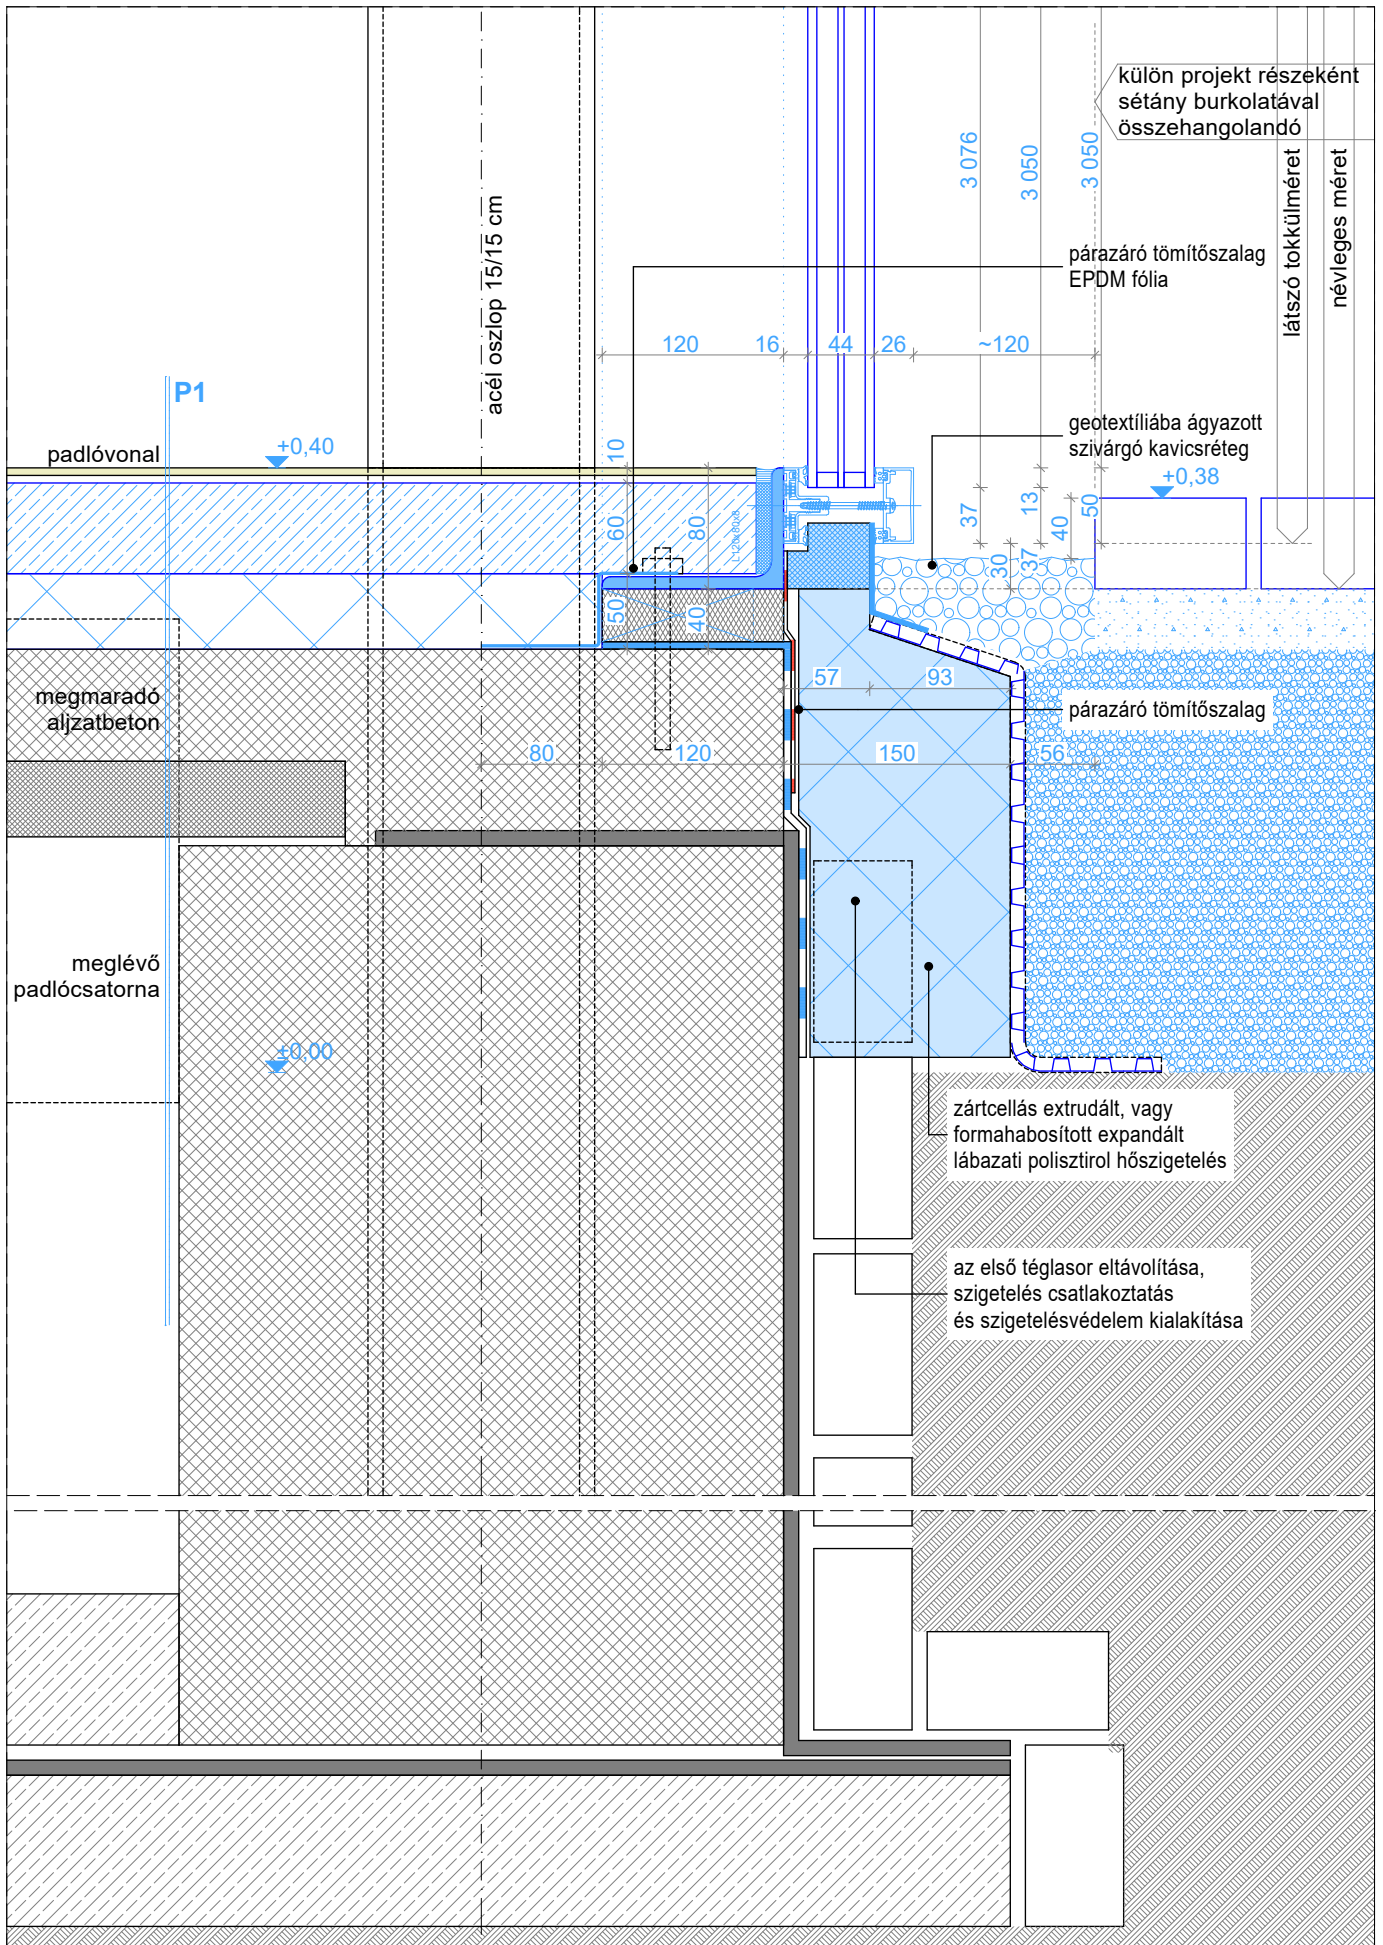 külön projekt részeként
sétány burkolatával
összehangolandó
3 076
3 050
3 050
látszó tokkülméret
névleges méret
acél oszlop 15/15 cm
párazáró tömítőszalag
EPDM fólia
120
16
44
26
~120
P1
padlóvonal
+0,40
10
geotextíliába ágyazott
szivárgó kavicsréteg
+0,38
60
80
L 120x80x8
37
13
40
50
30
37
50
40
megmaradó
aljzatbeton
57
93
párazáró tömítőszalag
80
120
150
56
meglévő
padlócsatorna
±0,00
zártcellás extrudált, vagy
formahabosított expandált
lábazati polisztirol hőszigetelés
az első téglasor eltávolítása,
szigetelés csatlakoztatás
és szigetelésvédelem kialakítása